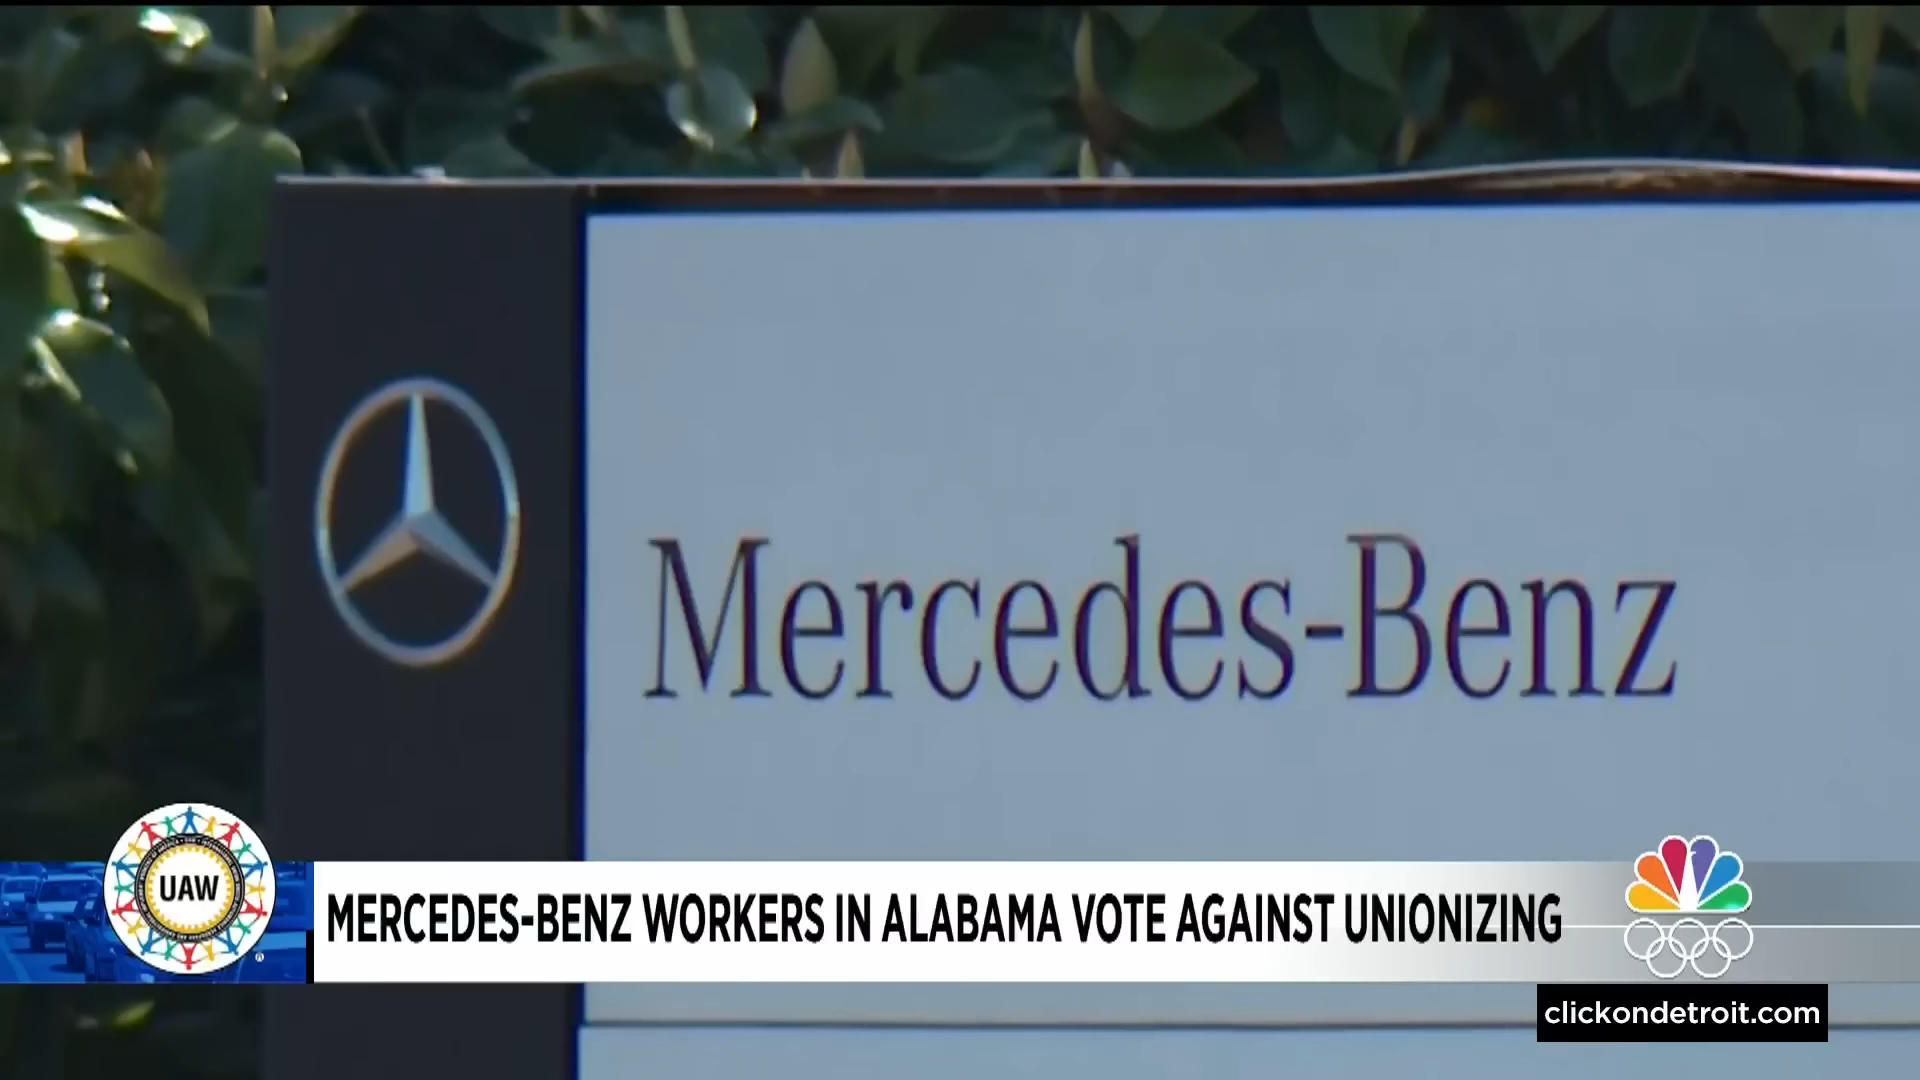 Mercedes-Benz
UAW
MERCEDES-BENZ WORKERS IN ALABAMA VOTE AGAINST UNIONIZING
clickondetroit.com